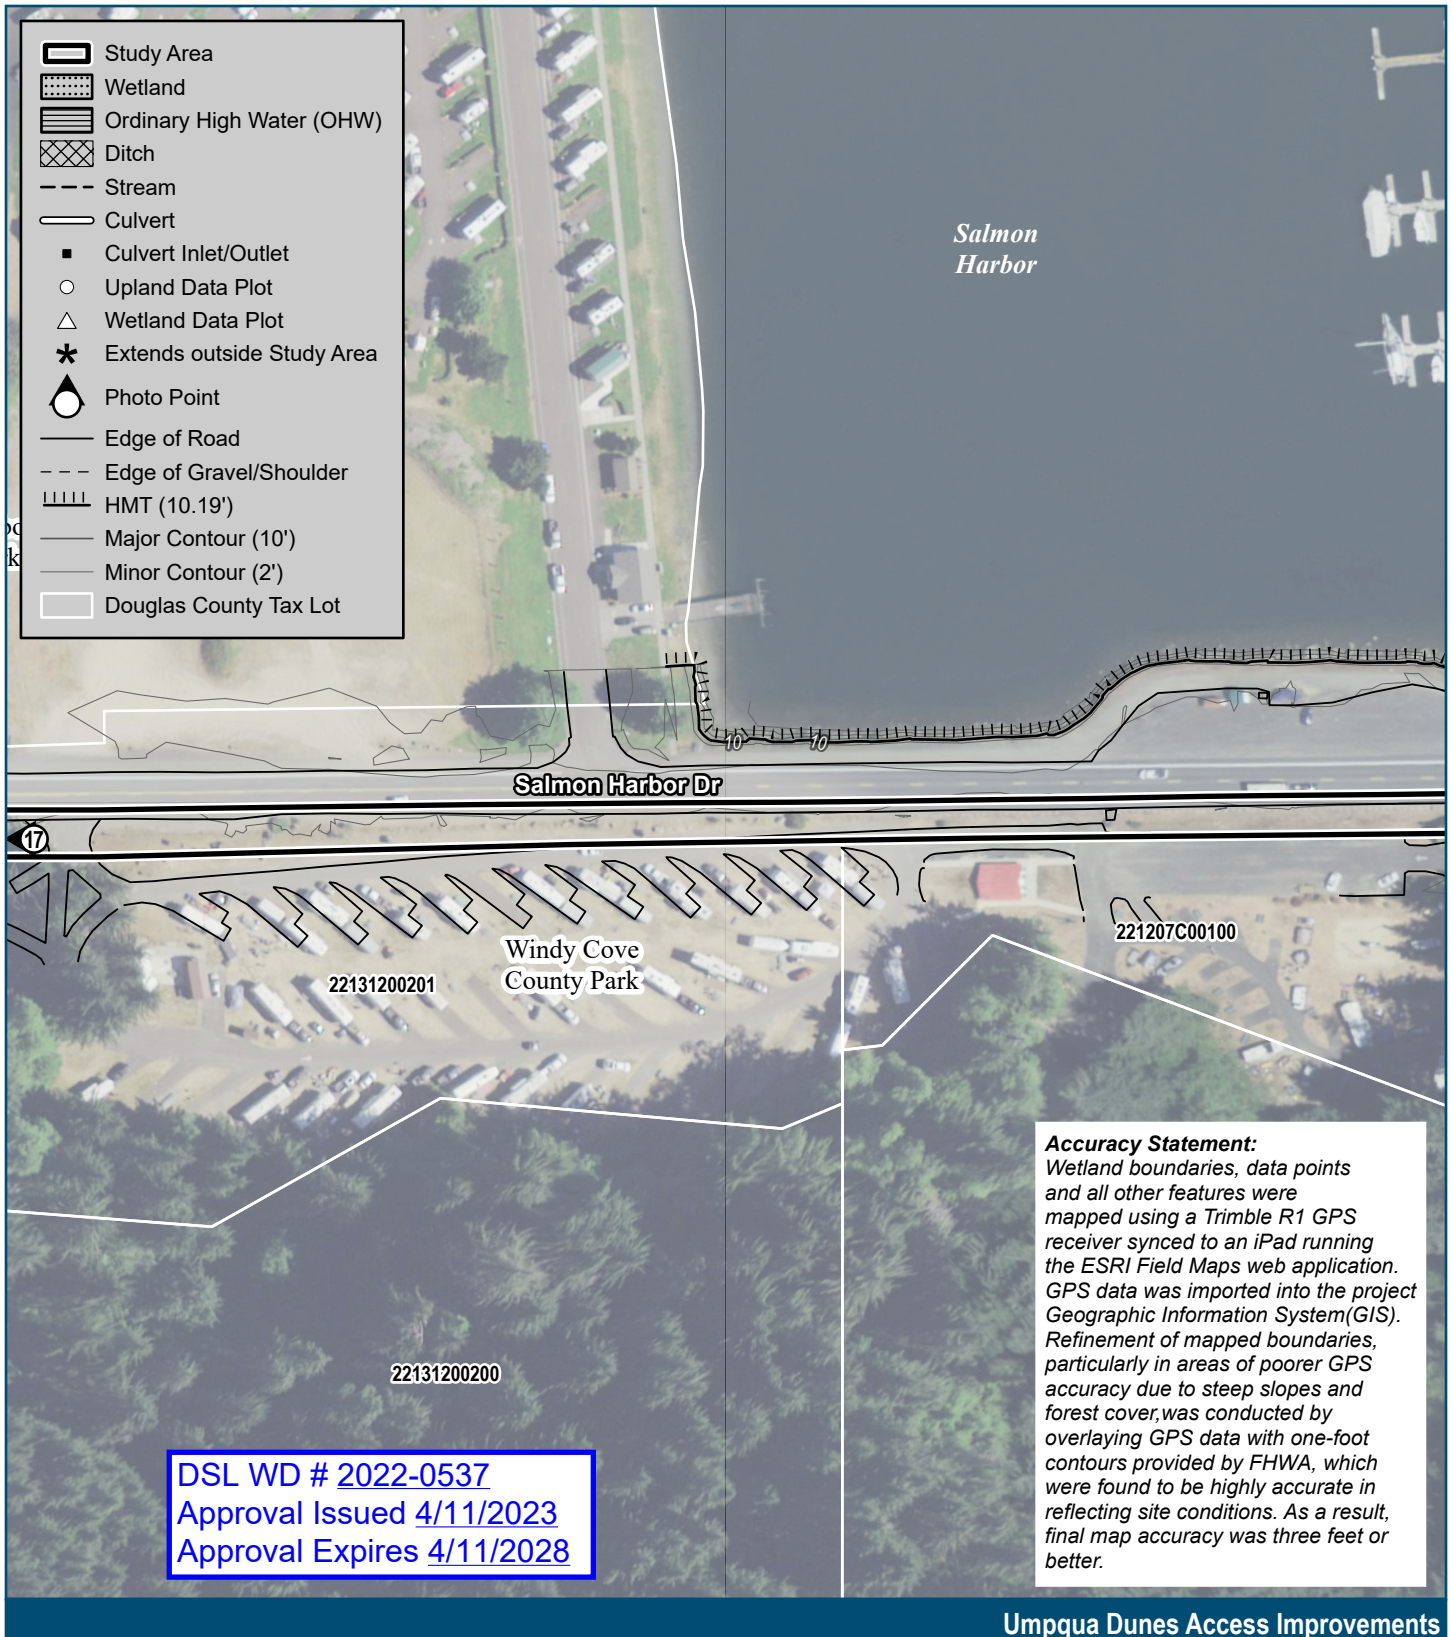 Study Area
Wetland
Ordinary High Water (OHW)
Ditch
Stream
Culvert
Culvert Inlet/Outlet
Upland Data Plot
Wetland Data Plot
Extends outside Study Area
Photo Point
Edge of Road
Edge of Gravel/Shoulder
HMT (10.19')
Major Contour (10')
Minor Contour (2')
Douglas County Tax Lot
Salmon
Harbor
10
10
Salmon Harbor Dr
17
221207C00100
Windy Cove
County Park
22131200201
22131200200
Accuracy Statement:
Wetland boundaries, data points
and all other features were
mapped using a Trimble R1 GPS
receiver synced to an iPad running
the ESRI Field Maps web application.
GPS data was imported into the project
Geographic Information System(GIS).
Refinement of mapped boundaries,
particularly in areas of poorer GPS
accuracy due to steep slopes and
forest cover,was conducted by
overlaying GPS data with one-foot
contours provided by FHWA, which
were found to be highly accurate in
reflecting site conditions. As a result,
final map accuracy was three feet or
better.
DSL WD # 2022-0537
Approval Issued 4/11/2023
Approval Expires 4/11/2028
Umpqua Dunes Access Improvements